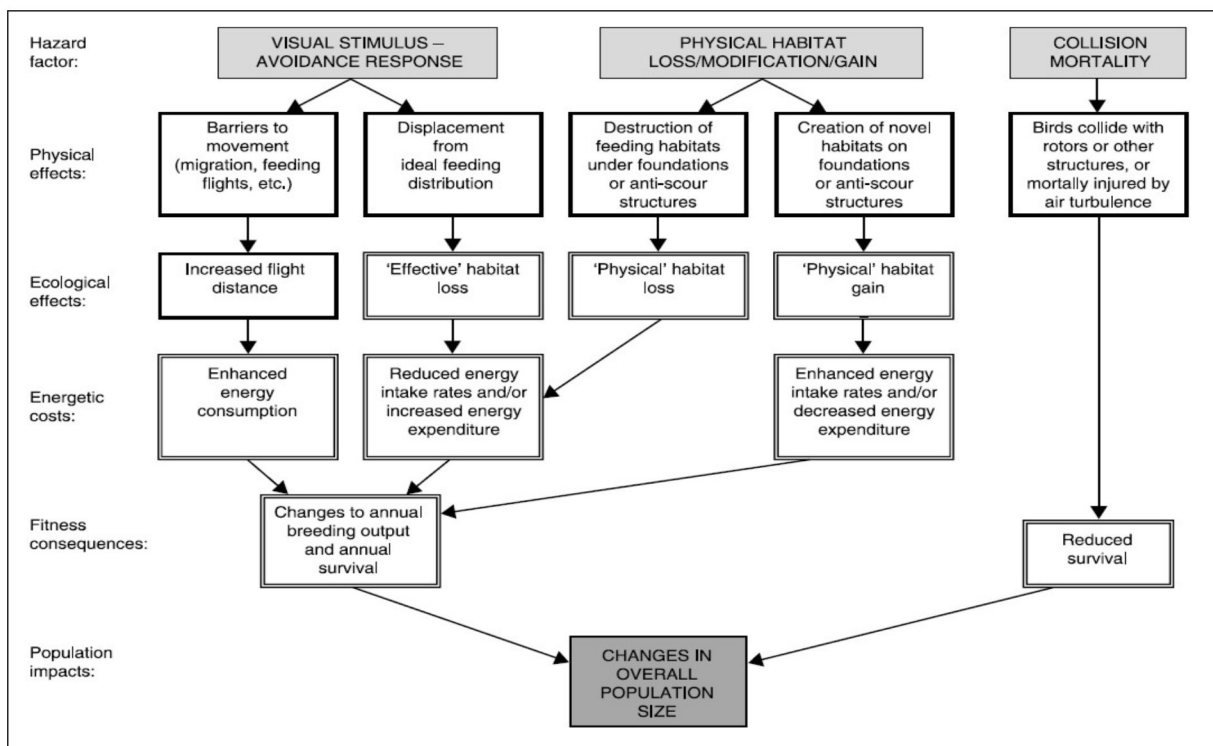 Hazard
factor:
VISUAL STIMULUS –
AVOIDANCE RESPONSE
PHYSICAL HABITAT
LOSS/MODIFICATION/GAIN
COLLISION
MORTALITY
Physical
effects:
Barriers to
movement
(migration, feeding
flights, etc.)
Displacement
from
ideal feeding
distribution
Destruction of
feeding habitats
under foundations
or anti-scour
structures
Creation of novel
habitats on
foundations
or anti-scour
structures
Birds collide with
rotors or other
structures, or
mortally injured by
air turbulence
Ecological
effects:
Increased flight
distance
‘Effective’ habitat
loss
‘Physical’ habitat
loss
‘Physical’ habitat
gain
Energetic
costs:
Enhanced
energy
consumption
Reduced energy
intake rates and/or
increased energy
expenditure
Enhanced energy
intake rates and/or
decreased energy
expenditure
Fitness
consequences:
Changes to annual
breeding output
and annual
survival
Reduced
survival
Population
impacts:
CHANGES IN
OVERALL
POPULATION
SIZE